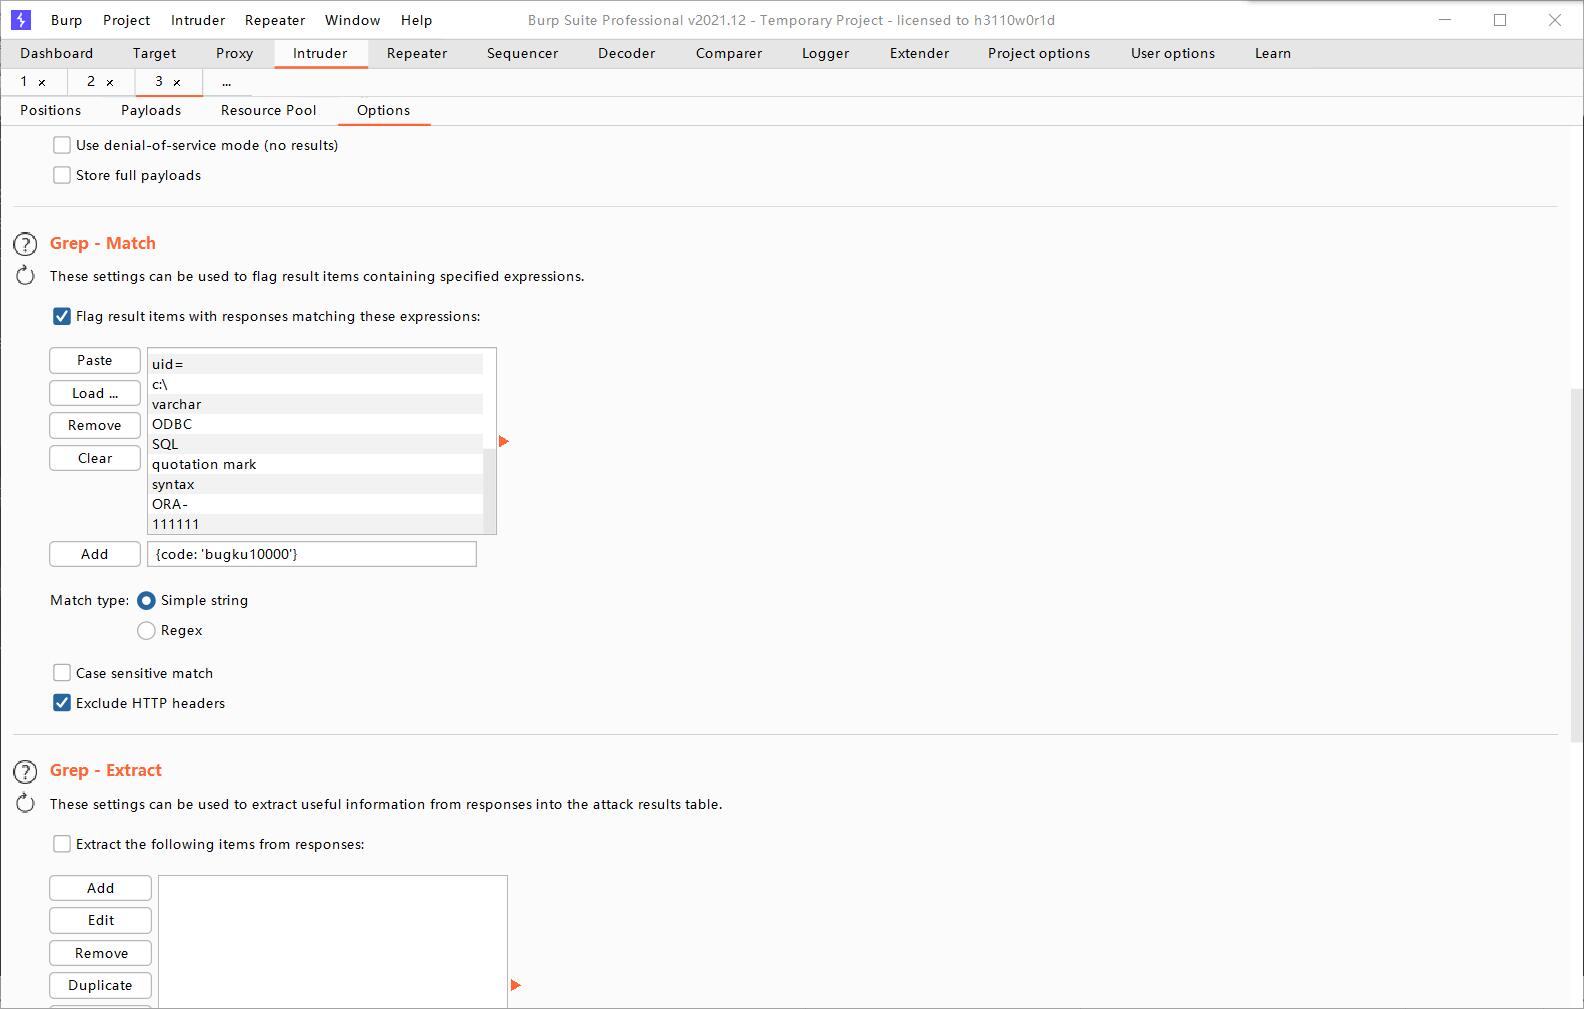 Burp Project Intruder Repeater Window Help Burp Suite Professional v2021.12 - Temporary Project - licensed to h3110w0r1d
Dashboard Target Proxy Intruder Repeater Sequencer Decoder Comparer Logger Extender Project options User options Learn
1 × 2 × 3 × ...
Positions Payloads Resource Pool Options
Use denial-of-service mode (no results)
Store full payloads
? Grep - Match
These settings can be used to flag result items containing specified expressions.
Flag result items with responses matching these expressions:
Paste
Load ...
Remove
Clear
uid=
c:\
varchar
ODBC
SQL
quotation mark
syntax
ORA-
111111
Add {code: 'bugku10000'}
Match type: Simple string
Regex
Case sensitive match
Exclude HTTP headers
? Grep - Extract
These settings can be used to extract useful information from responses into the attack results table.
Extract the following items from responses:
Add
Edit
Remove
Duplicate